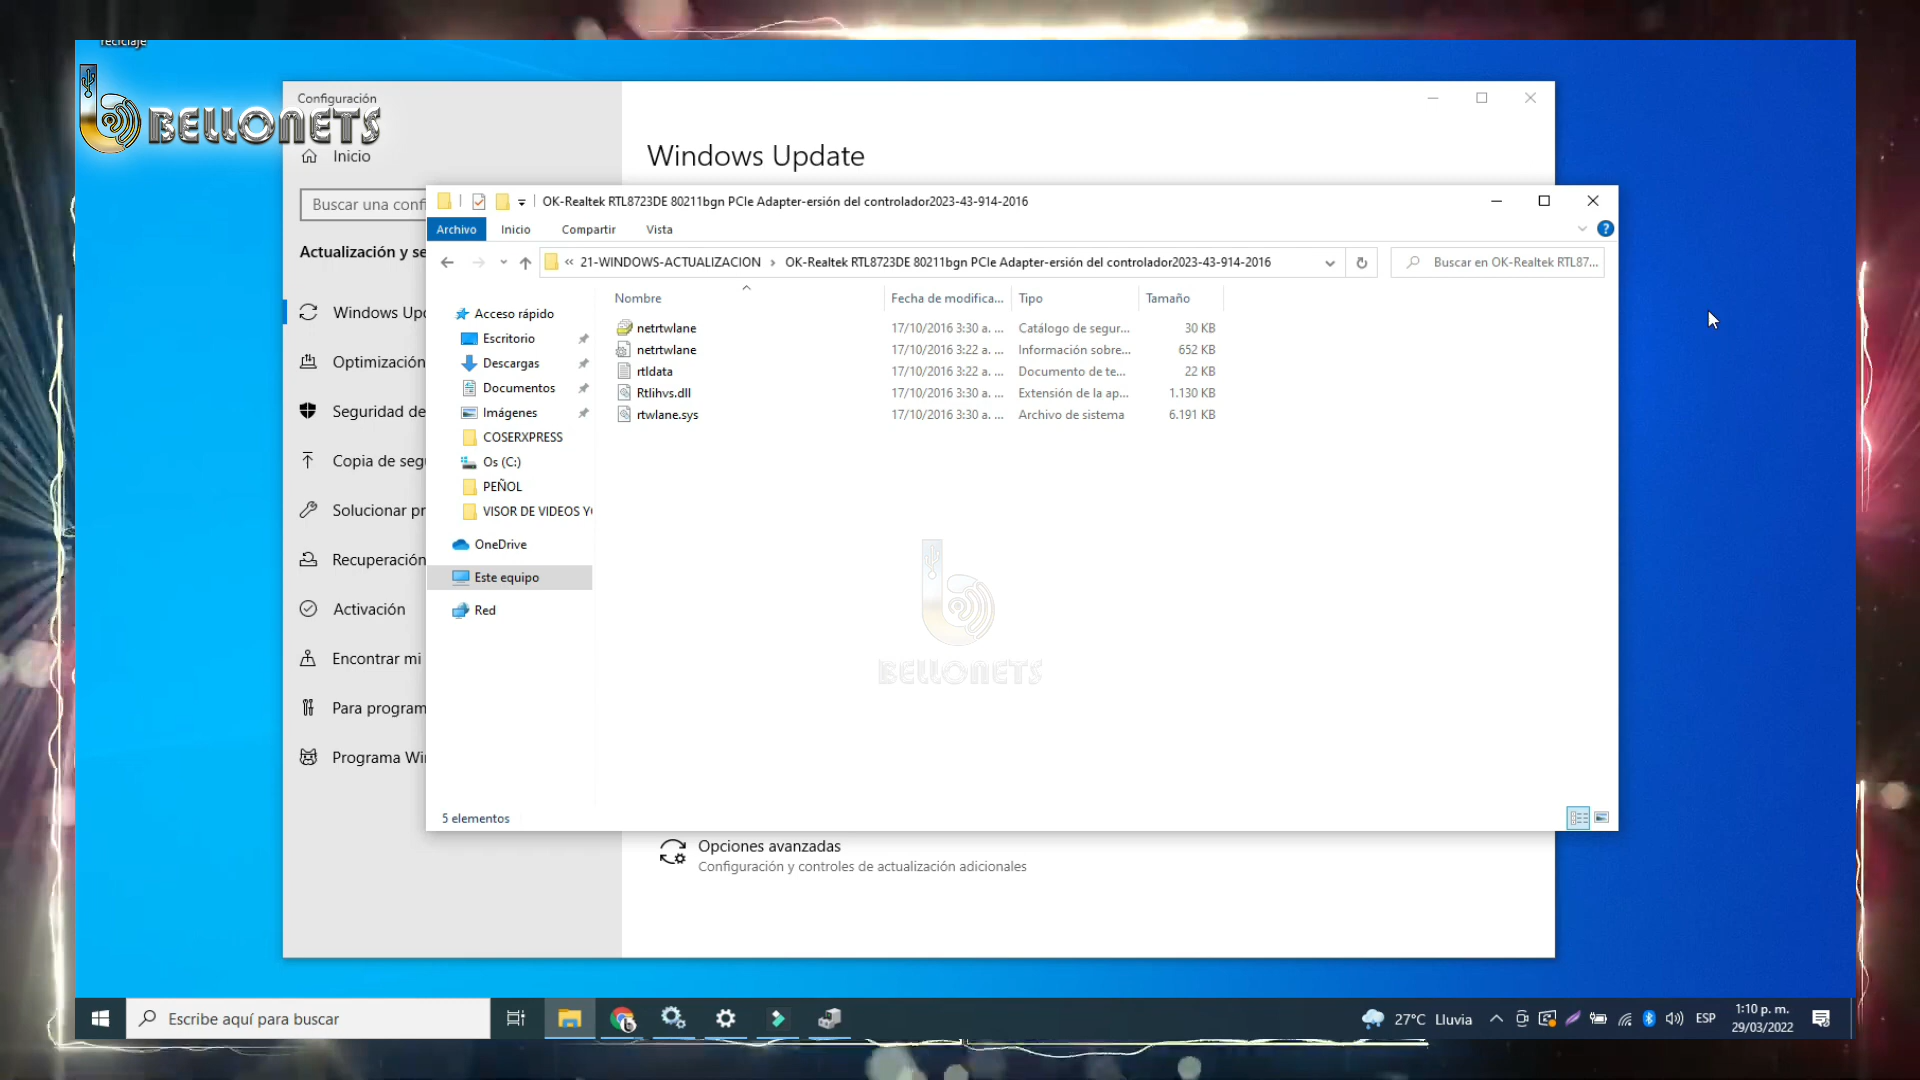 reciclaje
BELLONETS
Configuración
Inicio
Windows Update
Buscar una conf
Actualización y se
Windows Up
Optimización
Seguridad de
Copia de seg
Solucionar pr
Recuperación
Activación
Encontrar mi
Para program
Programa Wi
OK-Realtek RTL8723DE 80211bgn PCIe Adapter-ersión del controlador2023-43-914-2016
Archivo Inicio Compartir Vista
« 21-WINDOWS-ACTUALIZACION › OK-Realtek RTL8723DE 80211bgn PCIe Adapter-ersión del controlador2023-43-914-2016
Buscar en OK-Realtek RTL87...
Acceso rápido
Escritorio
Descargas
Documentos
Imágenes
COSERXPRESS
Os (C:)
PEÑOL
VISOR DE VIDEOS Y
OneDrive
Este equipo
Red
Nombre Fecha de modifica... Tipo Tamaño
netrtwlane 17/10/2016 3:30 a. ... Catálogo de segur... 30 KB
netrtwlane 17/10/2016 3:22 a. ... Información sobre... 652 KB
rtldata 17/10/2016 3:22 a. ... Documento de te... 22 KB
Rtlihvs.dll 17/10/2016 3:30 a. ... Extensión de la ap... 1.130 KB
rtwlane.sys 17/10/2016 3:30 a. ... Archivo de sistema 6.191 KB
BELLONETS
5 elementos
Opciones avanzadas
Configuración y controles de actualización adicionales
Escribe aquí para buscar
27°C Lluvia
ESP
1:10 p. m.
29/03/2022